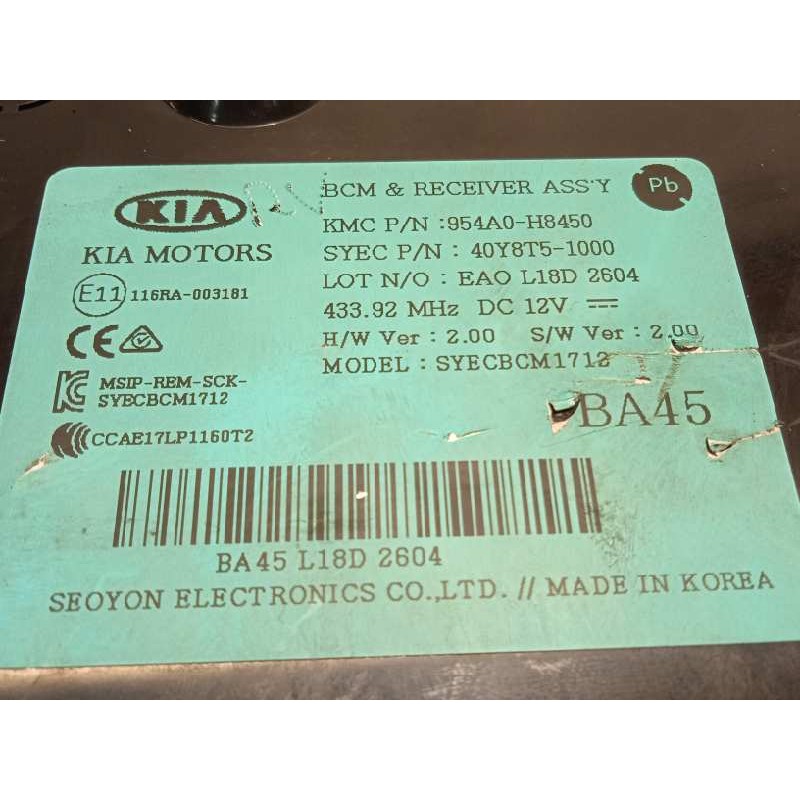 KIA
KIA MOTORS
E11 116RA-003181
CE
MSIP-REM-SCK-
SYECBCM1712
CCAE17LP1160T2
BCM & RECEIVER ASS'Y
Pb
KMC P/N :954A0-H8450
SYEC P/N : 40Y8T5-1000
LOT N/O : EAO L18D 2604
433.92 MHz DC 12V
H/W Ver : 2.00 S/W Ver : 2.00
MODEL : SYECBCM1712
BA45
BA45 L18D 2604
SEOYON ELECTRONICS CO.,LTD. // MADE IN KOREA